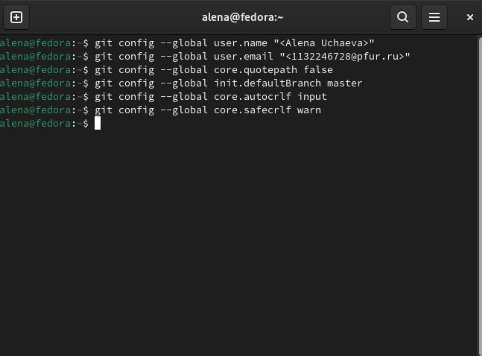 alena@fedora:~
alena@fedora:~$ git config --global user.name "<Alena Uchaeva>"
alena@fedora:~$ git config --global user.email "<1132246728@pfur.ru>"
alena@fedora:~$ git config --global core.quotepath false
alena@fedora:~$ git config --global init.defaultBranch master
alena@fedora:~$ git config --global core.autocrlf input
alena@fedora:~$ git config --global core.safecrlf warn
alena@fedora:~$